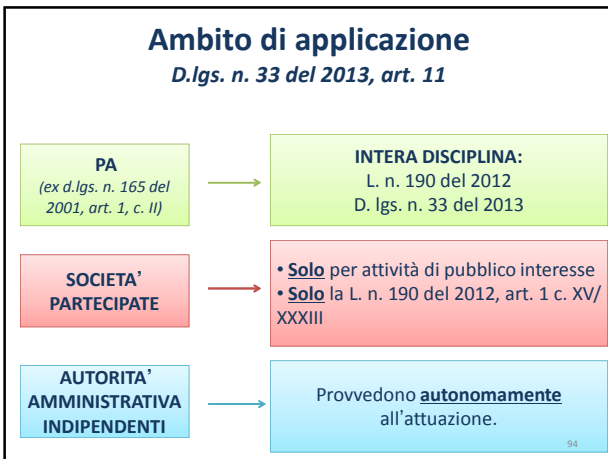 Ambito di applicazione
D.lgs. n. 33 del 2013, art. 11
PA
(ex d.lgs. n. 165 del
2001, art. 1, c. II)
INTERA DISCIPLINA:
L. n. 190 del 2012
D. lgs. n. 33 del 2013
SOCIETA’
PARTECIPATE
• Solo per attività di pubblico interesse
• Solo la L. n. 190 del 2012, art. 1 c. XV/
XXXIII
AUTORITA’
AMMINISTRATIVA
INDIPENDENTI
Provvedono autonomamente
all’attuazione.
94